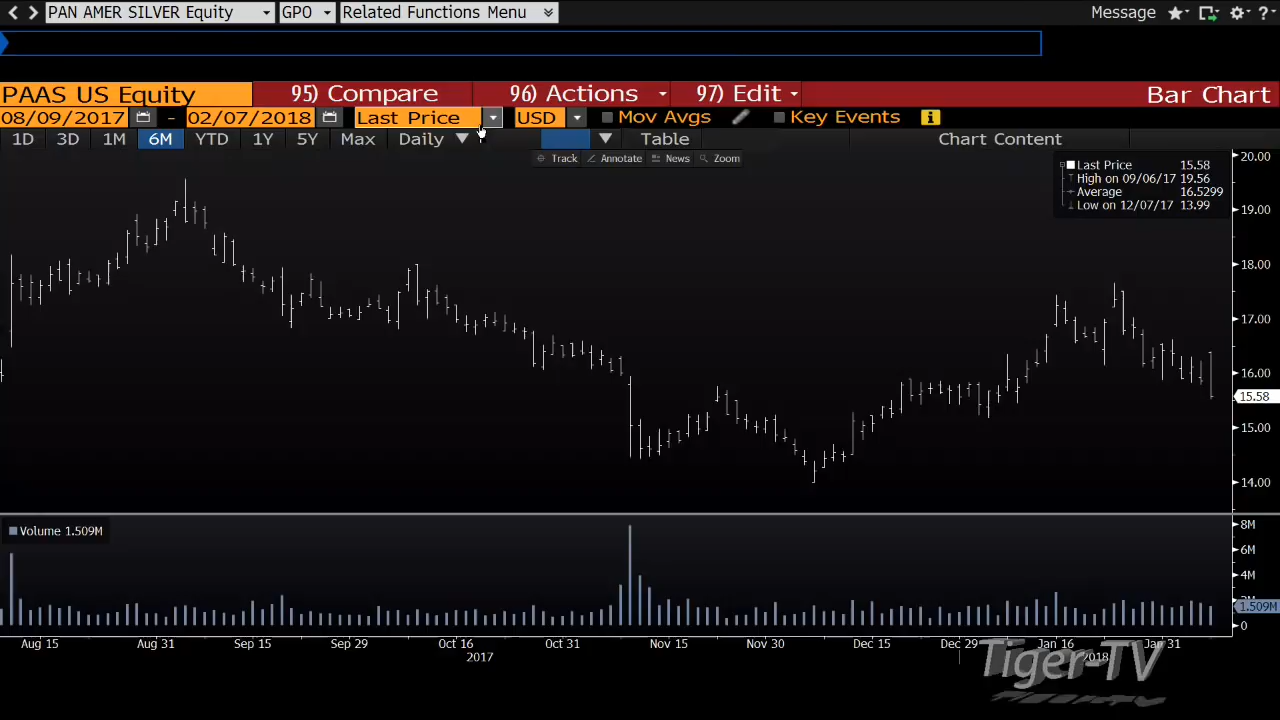 PAN AMER SILVER Equity GPO Related Functions Menu Message ?
PAAS US Equity 95) Compare 96) Actions 97) Edit Bar Chart
08/09/2017 - 02/07/2018 Last Price USD Mov Avgs Key Events i
1D 3D 1M 6M YTD 1Y 5Y Max Daily Table Chart Content
Track Annotate News Zoom
Last Price 15.58
High on 09/06/17 19.56
Average 16.5299
Low on 12/07/17 13.99
20.00
19.00
18.00
17.00
16.00
15.58
15.00
14.00
Volume 1.509M
8M
6M
4M
2M
1.509M
0
Aug 15 Aug 31 Sep 15 Sep 29 Oct 16 Oct 31 Nov 15 Nov 30 Dec 15 Dec 29 Jan 16 Jan 31
2017 2018
Tiger-TV